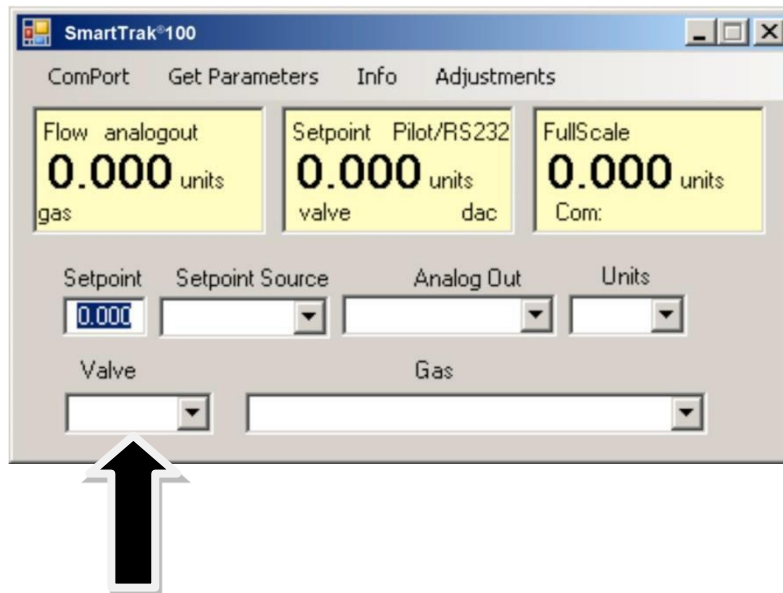 SmartTrak®100
ComPort Get Parameters Info Adjustments
Flow analogout
0.000 units
gas
Setpoint Pilot/RS232
0.000 units
valve dac
FullScale
0.000 units
Com:
Setpoint Setpoint Source Analog Out Units
0.000
Valve Gas